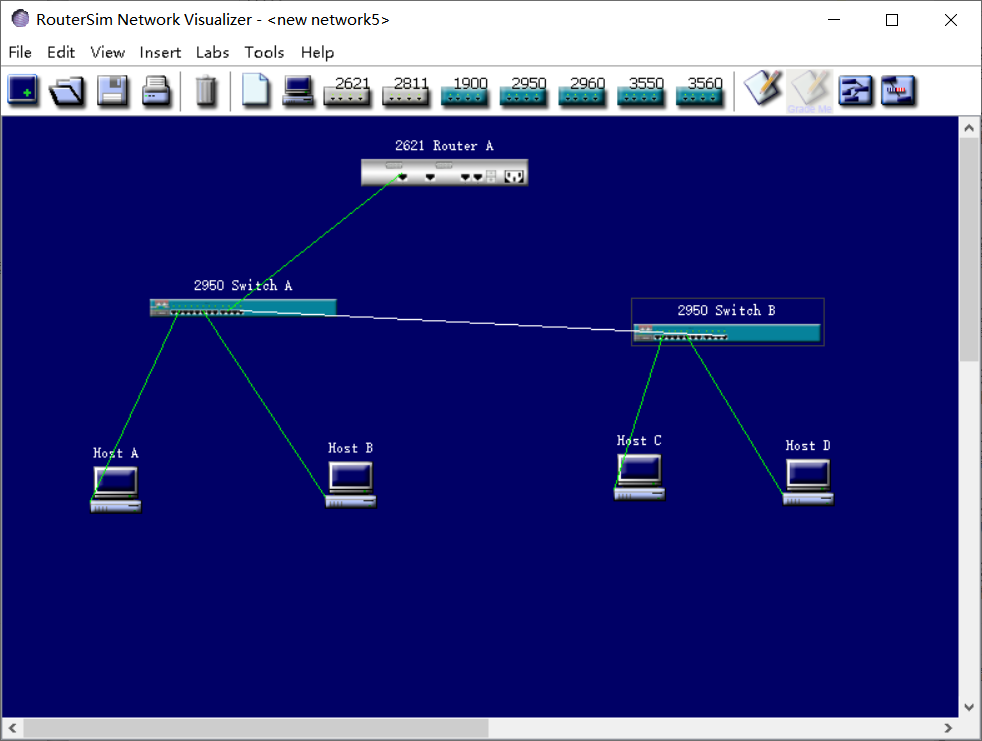 RouterSim Network Visualizer - <new network5>
File Edit View Insert Labs Tools Help
2621 2811 1900 2950 2960 3550 3560
Grade Me
2621 Router A
2950 Switch A
2950 Switch B
Host A
Host B
Host C
Host D